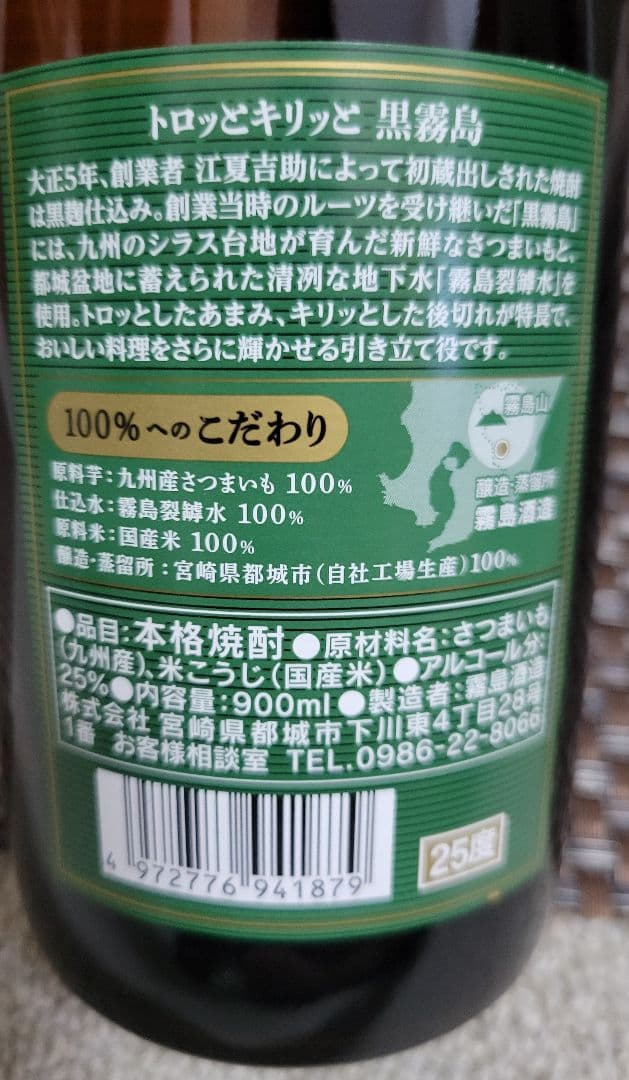 トロッとキリッと 黒霧島
大正5年、創業者 江夏吉助によって初蔵出しされた焼酎
は黒麹仕込み。創業当時のルーツを受け継いだ「黒霧島」
には、九州のシラス台地が育んだ新鮮なさつまいもと、
都城盆地に蓄えられた清冽な地下水「霧島裂罅水」を
使用。トロッとしたあまみ、キリッとした後切れが特長で、
おいしい料理をさらに輝かせる引き立て役です。
100%へのこだわり
霧島山
醸造・蒸留所
霧島酒造
原料芋：九州産さつまいも 100%
仕込水：霧島裂罅水 100%
原料米：国産米 100%
醸造・蒸留所：宮崎県都城市（自社工場生産）100%
●品目：本格焼酎●原材料名：さつまいも
（九州産）、米こうじ（国産米）●アルコール分：
25%●内容量：900ml●製造者：霧島酒造
株式会社 宮崎県都城市下川東4丁目28号
1番 お客様相談室 TEL.0986-22-8066
4 972776 941879
25度